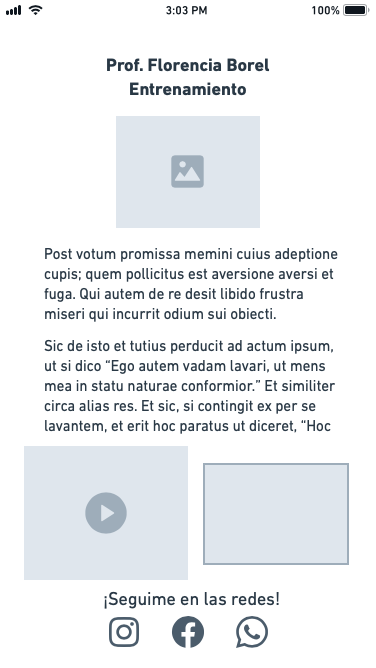 3:03 PM
100%
Prof. Florencia Borel
Entrenamiento
Post votum promissa memini cuius adeptione
cupis; quem pollicitus est aversione aversi et
fuga. Qui autem de re desit libido frustra
miseri qui incurrit odium sui obiecti.
Sic de isto et tutius perducit ad actum ipsum,
ut si dico “Ego autem vadam lavari, ut mens
mea in statu naturae conformior.” Et similiter
circa alias res. Et sic, si contingit ex per se
lavantem, et erit hoc paratus ut diceret, “Hoc
¡Seguime en las redes!